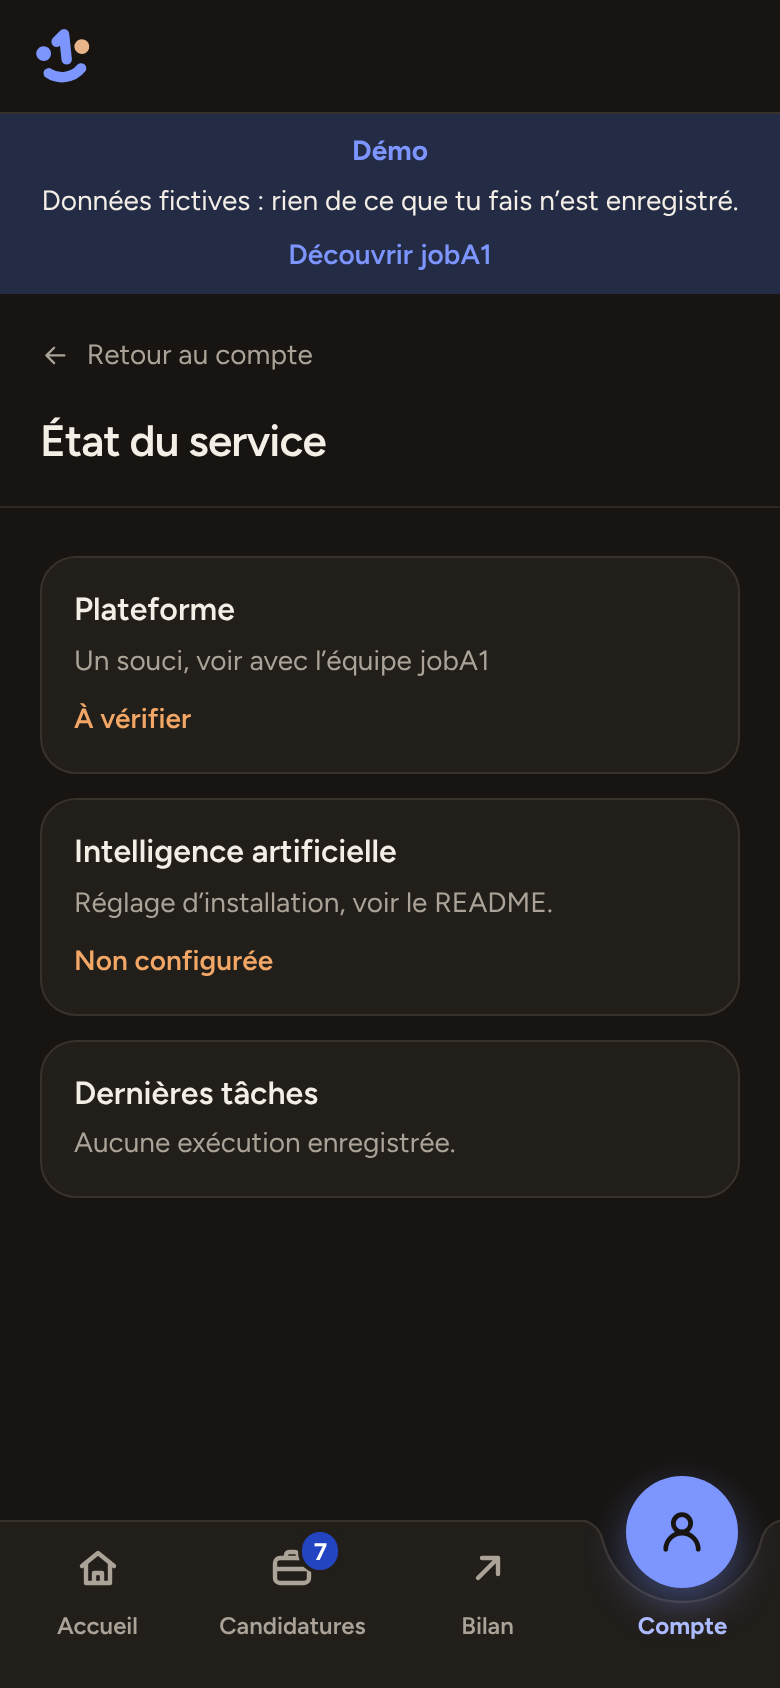 Démo
Données fictives : rien de ce que tu fais n’est enregistré.
Découvrir jobA1
← Retour au compte
État du service
Plateforme
Un souci, voir avec l’équipe jobA1
À vérifier
Intelligence artificielle
Réglage d’installation, voir le README.
Non configurée
Dernières tâches
Aucune exécution enregistrée.
7
Accueil
Candidatures
Bilan
Compte